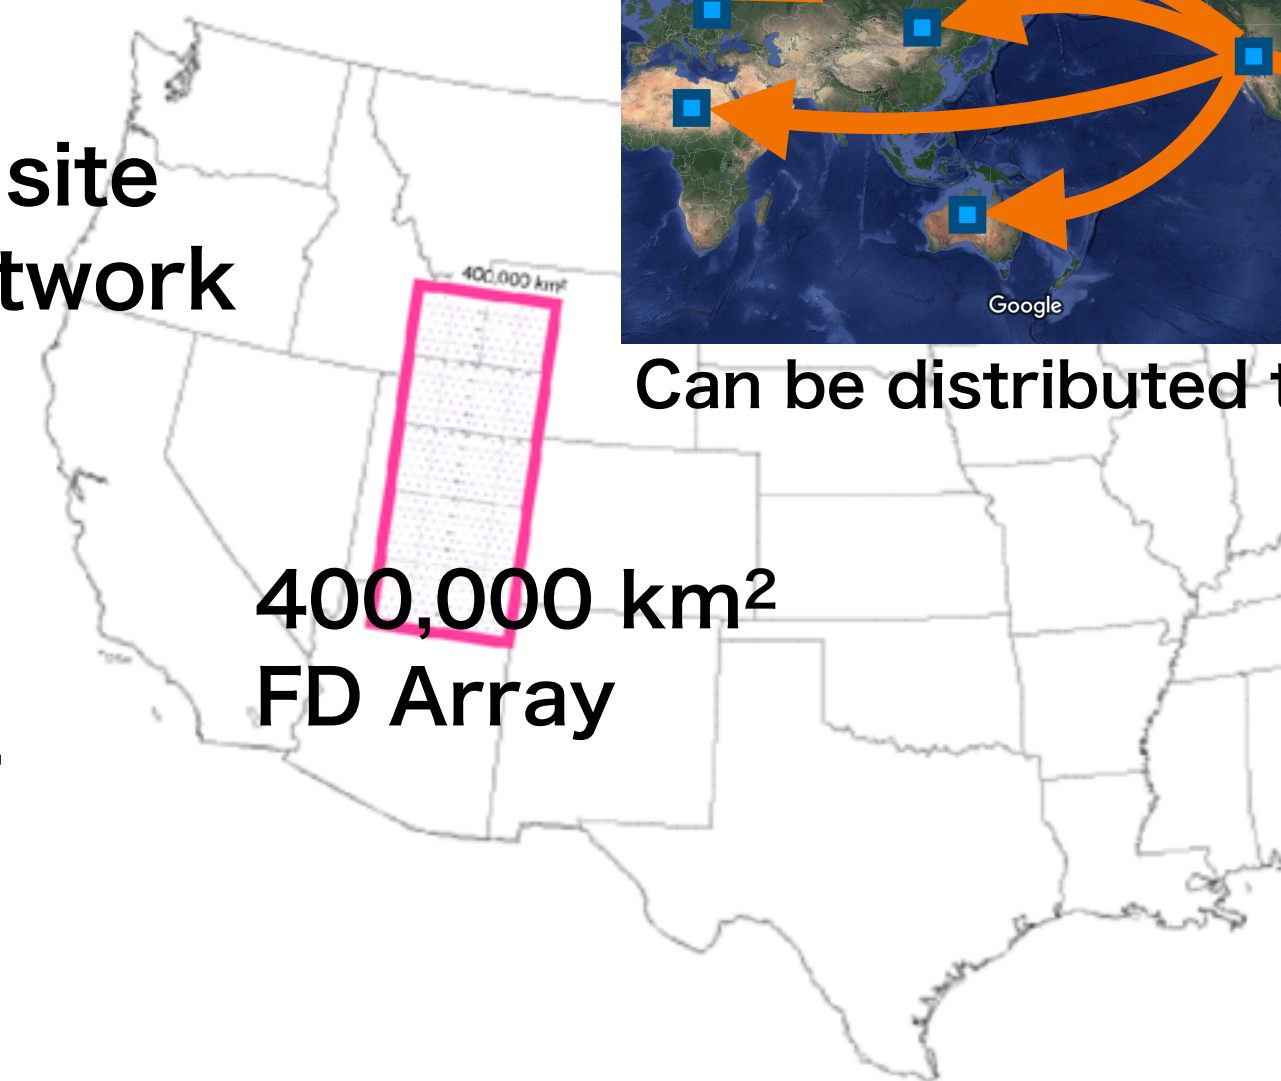 site
twork
400,000 km²
Google
Can be distributed
400,000 km²
FD Array